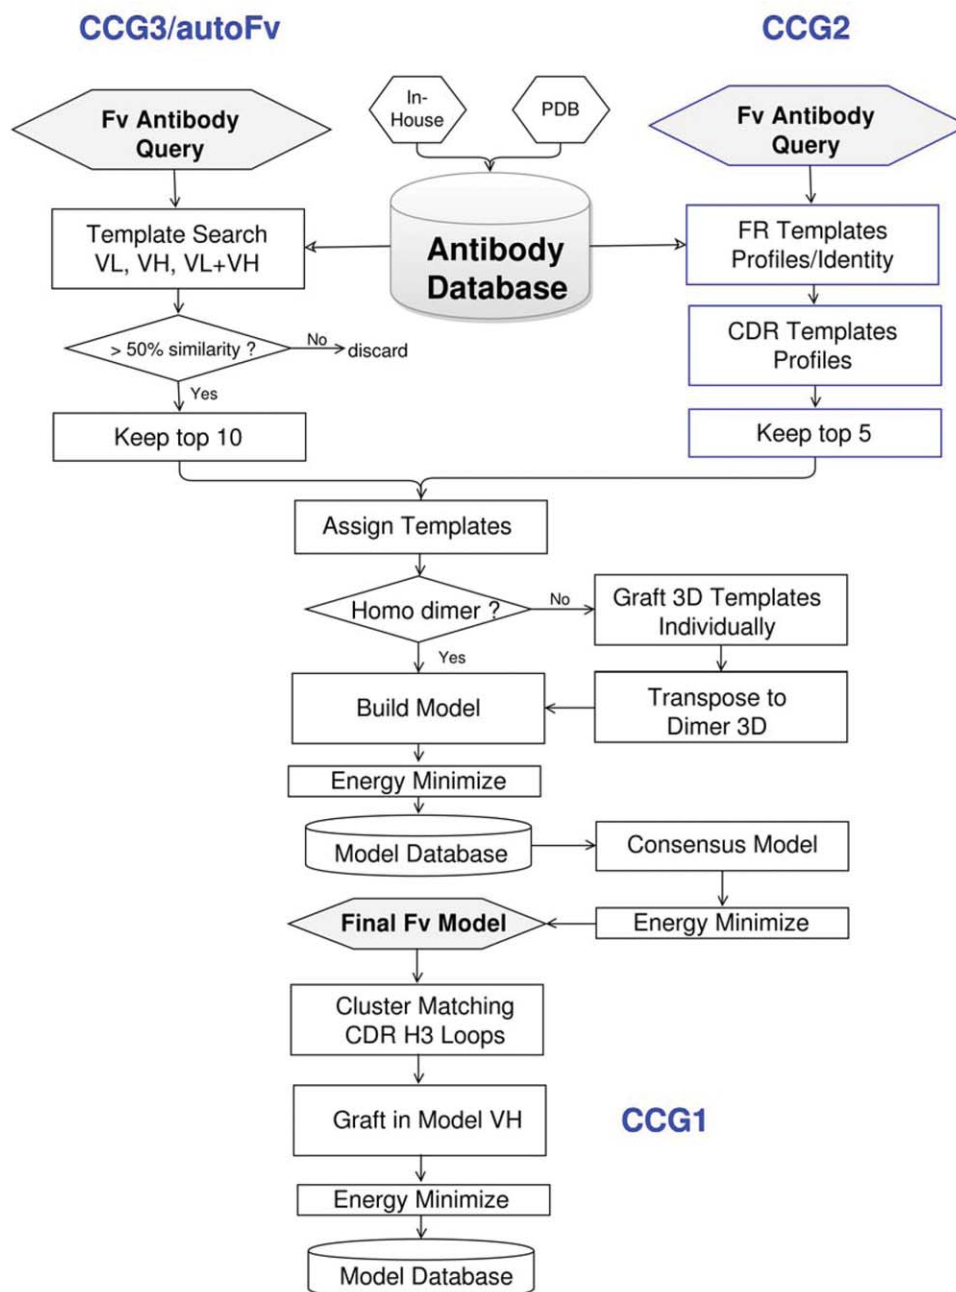 CCG3/autoFv
CCG2
Fv Antibody
Query
In-
House
PDB
Fv Antibody
Query
Template Search
VL, VH, VL+VH
Antibody
Database
FR Templates
Profiles/Identity
> 50% similarity ?
No
discard
CDR Templates
Profiles
Yes
Keep top 10
Keep top 5
Assign Templates
Homo dimer ?
No
Graft 3D Templates
Individually
Yes
Build Model
Transpose to
Dimer 3D
Energy Minimize
Model Database
Consensus Model
Final Fv Model
Energy Minimize
Cluster Matching
CDR H3 Loops
Graft in Model VH
CCG1
Energy Minimize
Model Database